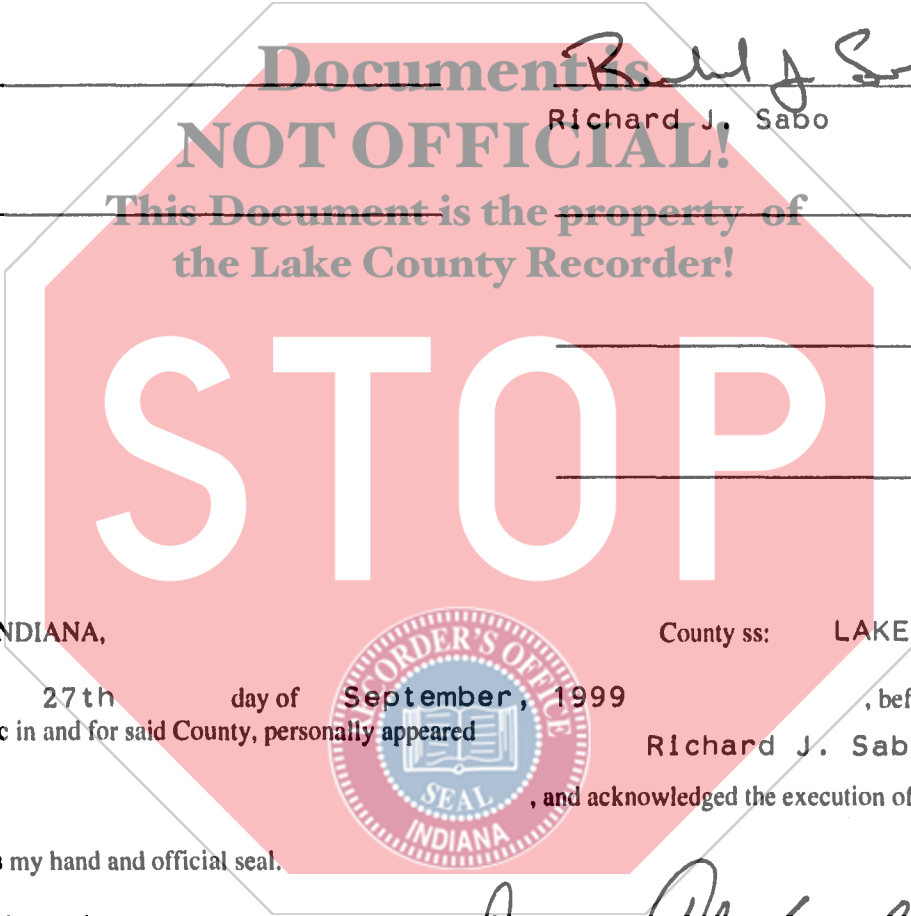 Document is
NOT OFFICIAL!
Richard J. Sabo
This Document is the property of
the Lake County Recorder!
STOP
NDIANA,
County ss: LAKE
27th day of September, 1999 , bef
c in and for said County, personally appeared
Richard J. Sab
, and acknowledged the execution of
my hand and official seal.
RECORDER'S OFFICE
SEAL
INDIANA